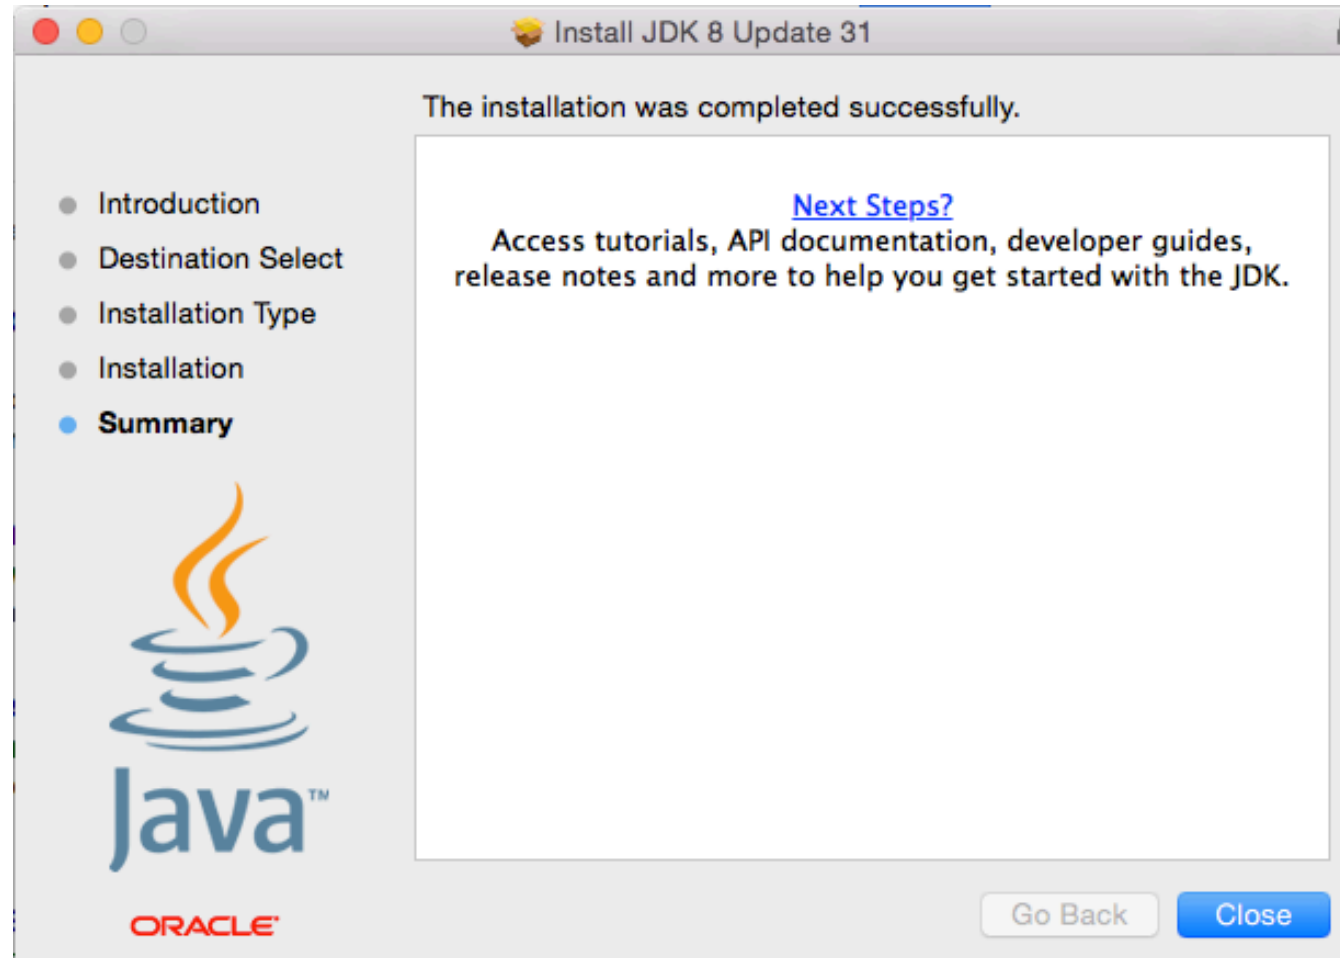 Install JDK 8 Update 31
The installation was completed successfully.
Introduction
Destination Select
Installation Type
Installation
Summary
Next Steps?
Access tutorials, API documentation, developer guides,
release notes and more to help you get started with the JDK.
Java™
ORACLE®
Go Back
Close